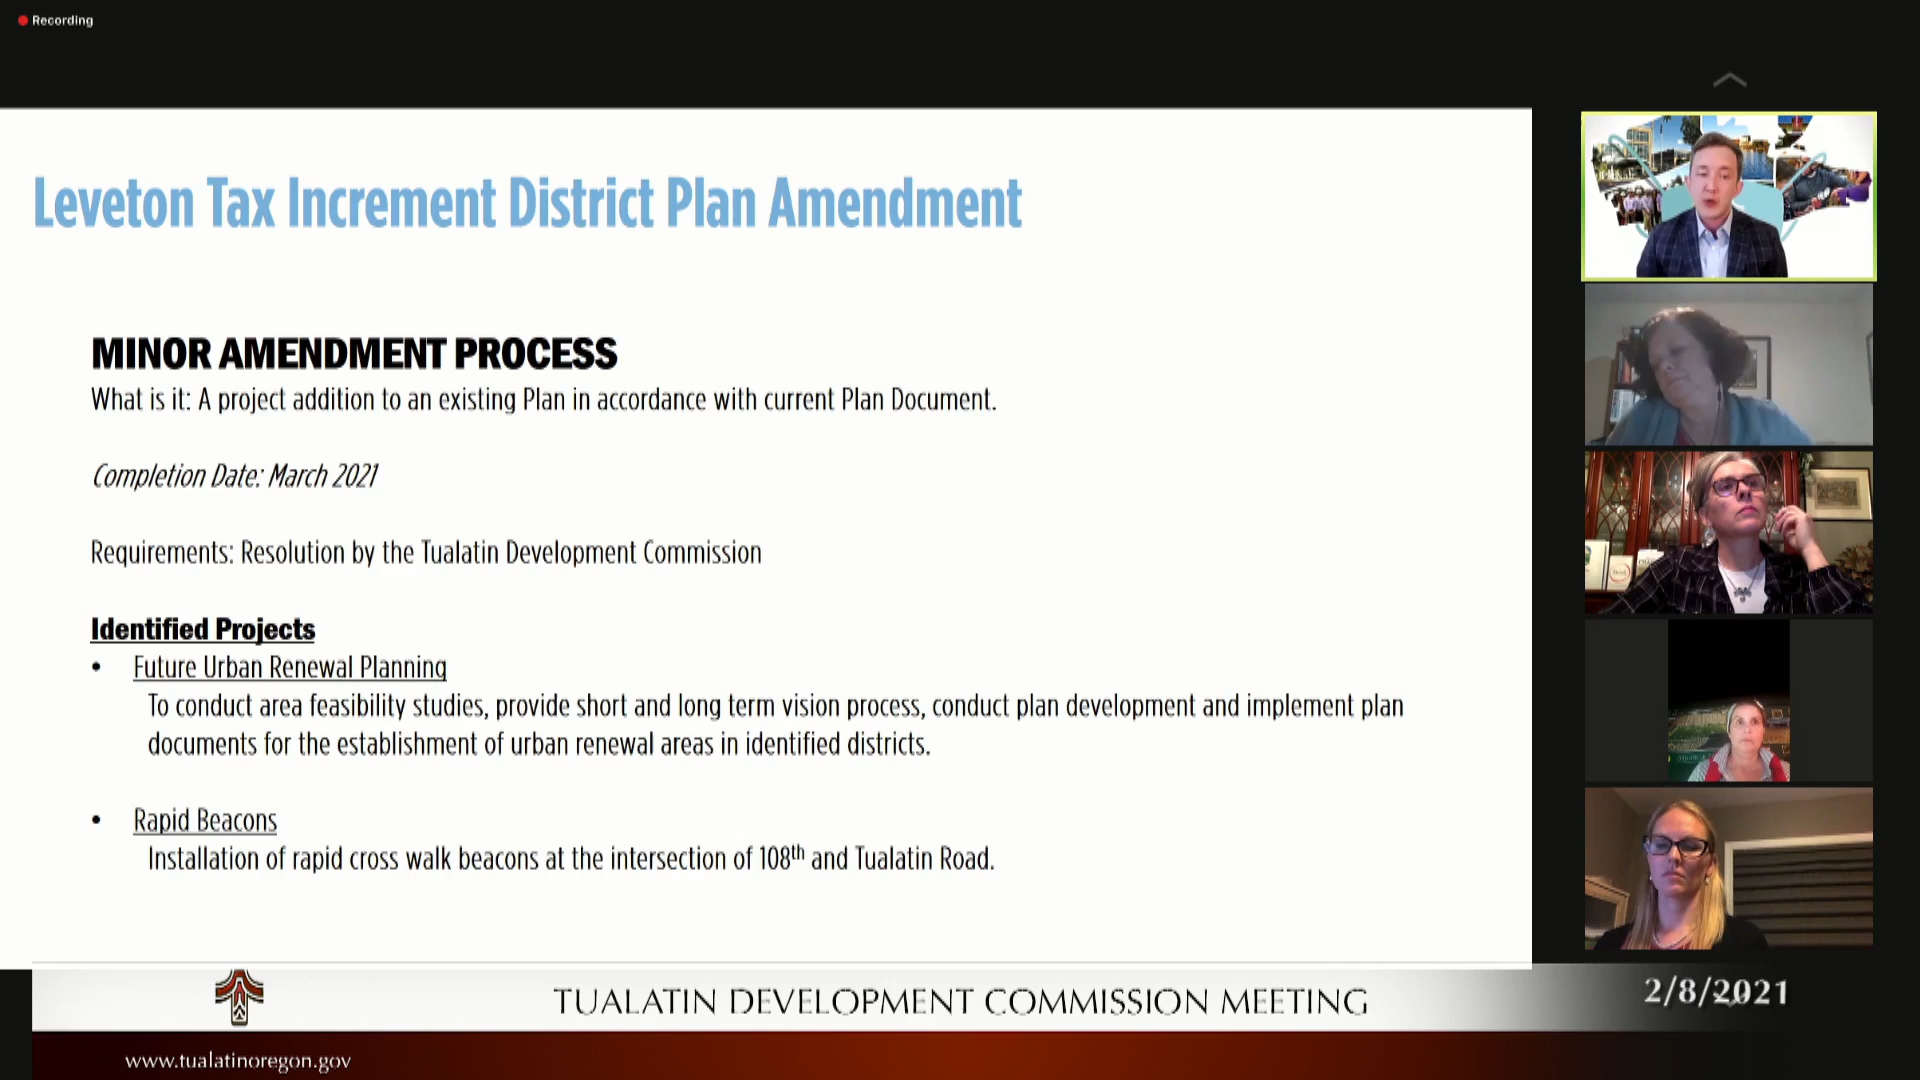 Recording
Leveton Tax Increment District Plan Amendment
MINOR AMENDMENT PROCESS
What is it: A project addition to an existing Plan in accordance with current Plan Document.
Completion Date: March 2021
Requirements: Resolution by the Tualatin Development Commission
Identified Projects
• Future Urban Renewal Planning
To conduct area feasibility studies, provide short and long term vision process, conduct plan development and implement plan
documents for the establishment of urban renewal areas in identified districts.
• Rapid Beacons
Installation of rapid cross walk beacons at the intersection of 108th and Tualatin Road.
TUALATIN DEVELOPMENT COMMISSION MEETING
2/8/2021
www.tualatinoregon.gov